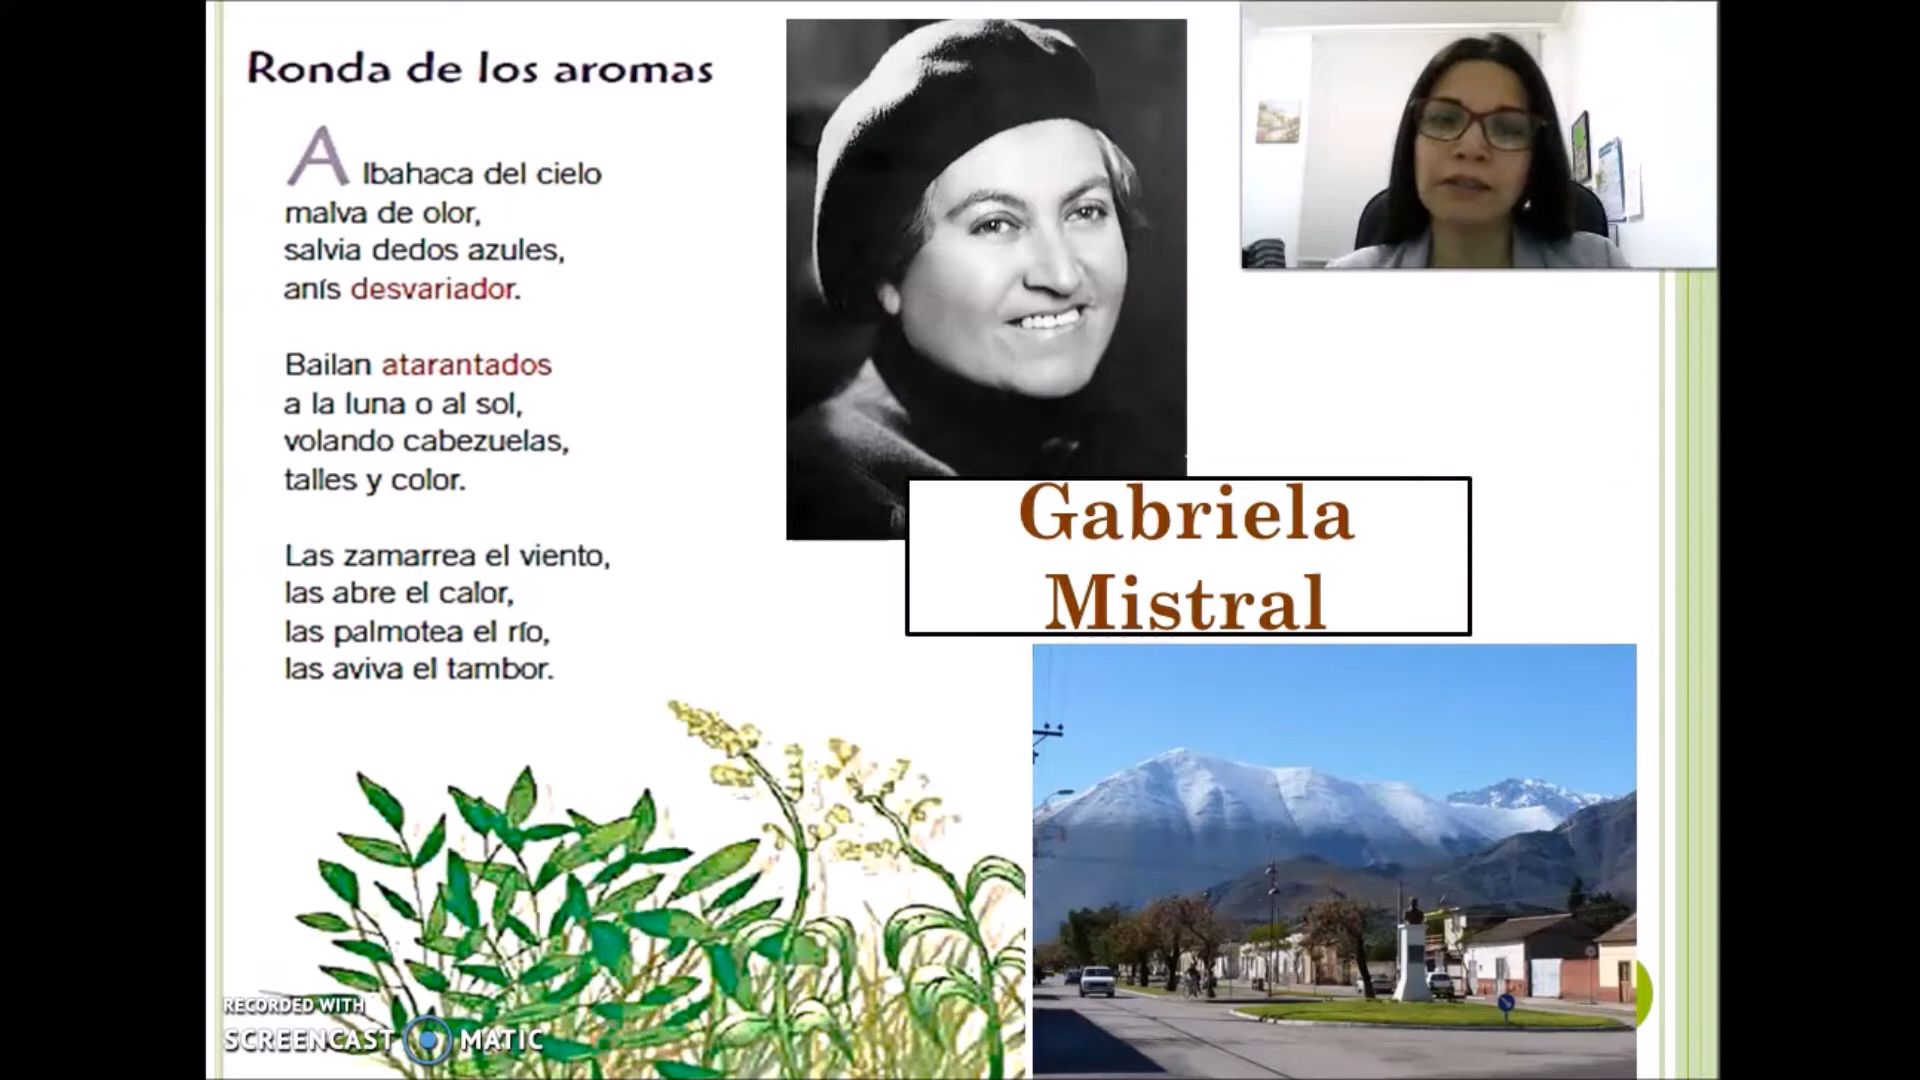 Ronda de los aromas
Albahaca del cielo
malva de olor,
salvia dedos azules,
anís desvariador.
Bailan atarantados
a la luna o al sol,
volando cabezuelas,
talles y color.
Las zamarrea el viento,
las abre el calor,
las palmotea el río,
las aviva el tambor.
Gabriela
Mistral
RECORDED WITH
SCREENCAST MATIC